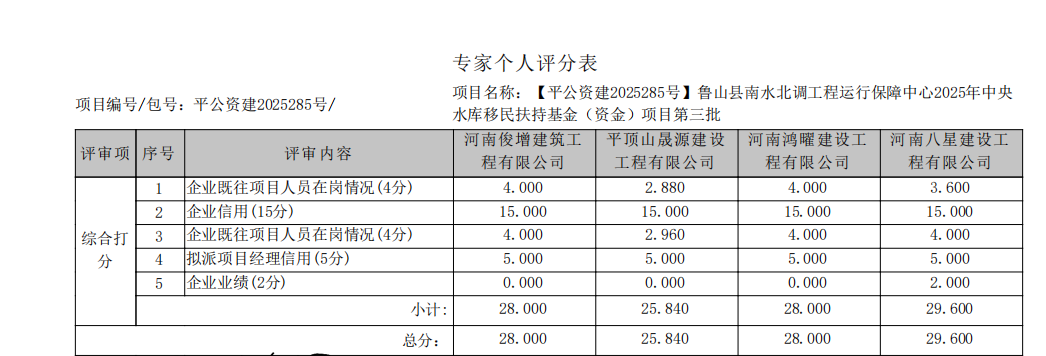 专家个人评分表
项目编号/包号: 平公资建2025285号/
项目名称: 【平公资建2025285号】鲁山县南水北调工程运行保障中心2025年中央
水库移民扶持基金（资金）项目第三批
评审项 序号 评审内容 河南俊增建筑工 平顶山晟源建设 河南鸿曜建设工 河南八星建设工
程有限公司 工程有限公司 程有限公司 程有限公司
1 企业既往项目人员在岗情况(4分) 4.000 2.880 4.000 3.600
2 企业信用(15分) 15.000 15.000 15.000 15.000
综合打 3 企业既往项目人员在岗情况(4分) 4.000 2.960 4.000 4.000
分 4 拟派项目经理信用(5分) 5.000 5.000 5.000 5.000
5 企业业绩(2分) 0.000 0.000 0.000 2.000
小计: 28.000 25.840 28.000 29.600
总分: 28.000 25.840 28.000 29.600